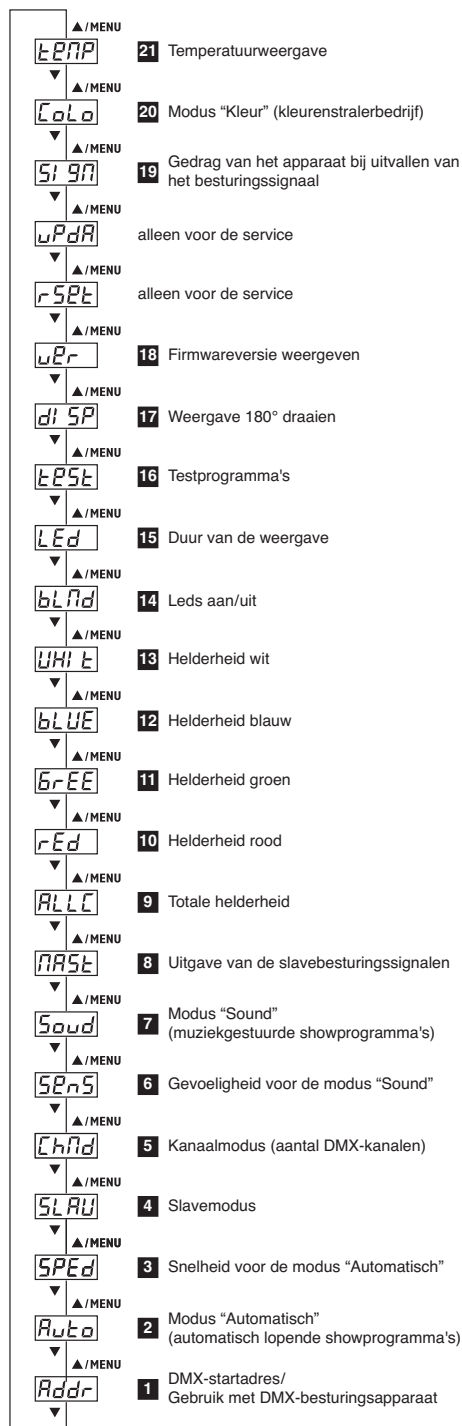 ▲/MENU
tEMP 21 Temperatuurweergave
▼
▲/MENU
CoLo 20 Modus “Kleur” (kleurenstralerbedrijf)
▼
▲/MENU
SIgM 19 Gedrag van het apparaat bij uitvallen van
het besturingssignaal
▼
▲/MENU
uPdA alleen voor de service
▼
▲/MENU
rSEt alleen voor de service
▼
▲/MENU
uEr 18 Firmwareversie weergeven
▼
▲/MENU
dISP 17 Weergave 180° draaien
▼
▲/MENU
tESt 16 Testprogramma's
▼
▲/MENU
LEd 15 Duur van de weergave
▼
▲/MENU
bLMd 14 Leds aan/uit
▼
▲/MENU
WHIt 13 Helderheid wit
▼
▲/MENU
bLUE 12 Helderheid blauw
▼
▲/MENU
GrEE 11 Helderheid groen
▼
▲/MENU
rEd 10 Helderheid rood
▼
▲/MENU
ALLC 9 Totale helderheid
▼
▲/MENU
MASt 8 Uitgave van de slavebesturingssignalen
▼
▲/MENU
Soud 7 Modus “Sound”
(muziekgestuurde showprogramma's)
▼
▲/MENU
SEnS 6 Gevoeligheid voor de modus “Sound”
▼
▲/MENU
ChMd 5 Kanaalmodus (aantal DMX-kanalen)
▼
▲/MENU
SLAU 4 Slavemodus
▼
▲/MENU
SPEd 3 Snelheid voor de modus “Automatisch”
▼
▲/MENU
Auto 2 Modus “Automatisch”
(automatisch lopende showprogramma's)
▼
▲/MENU
Addr 1 DMX-startadres/
Gebruik met DMX-besturingsapparaat
▼